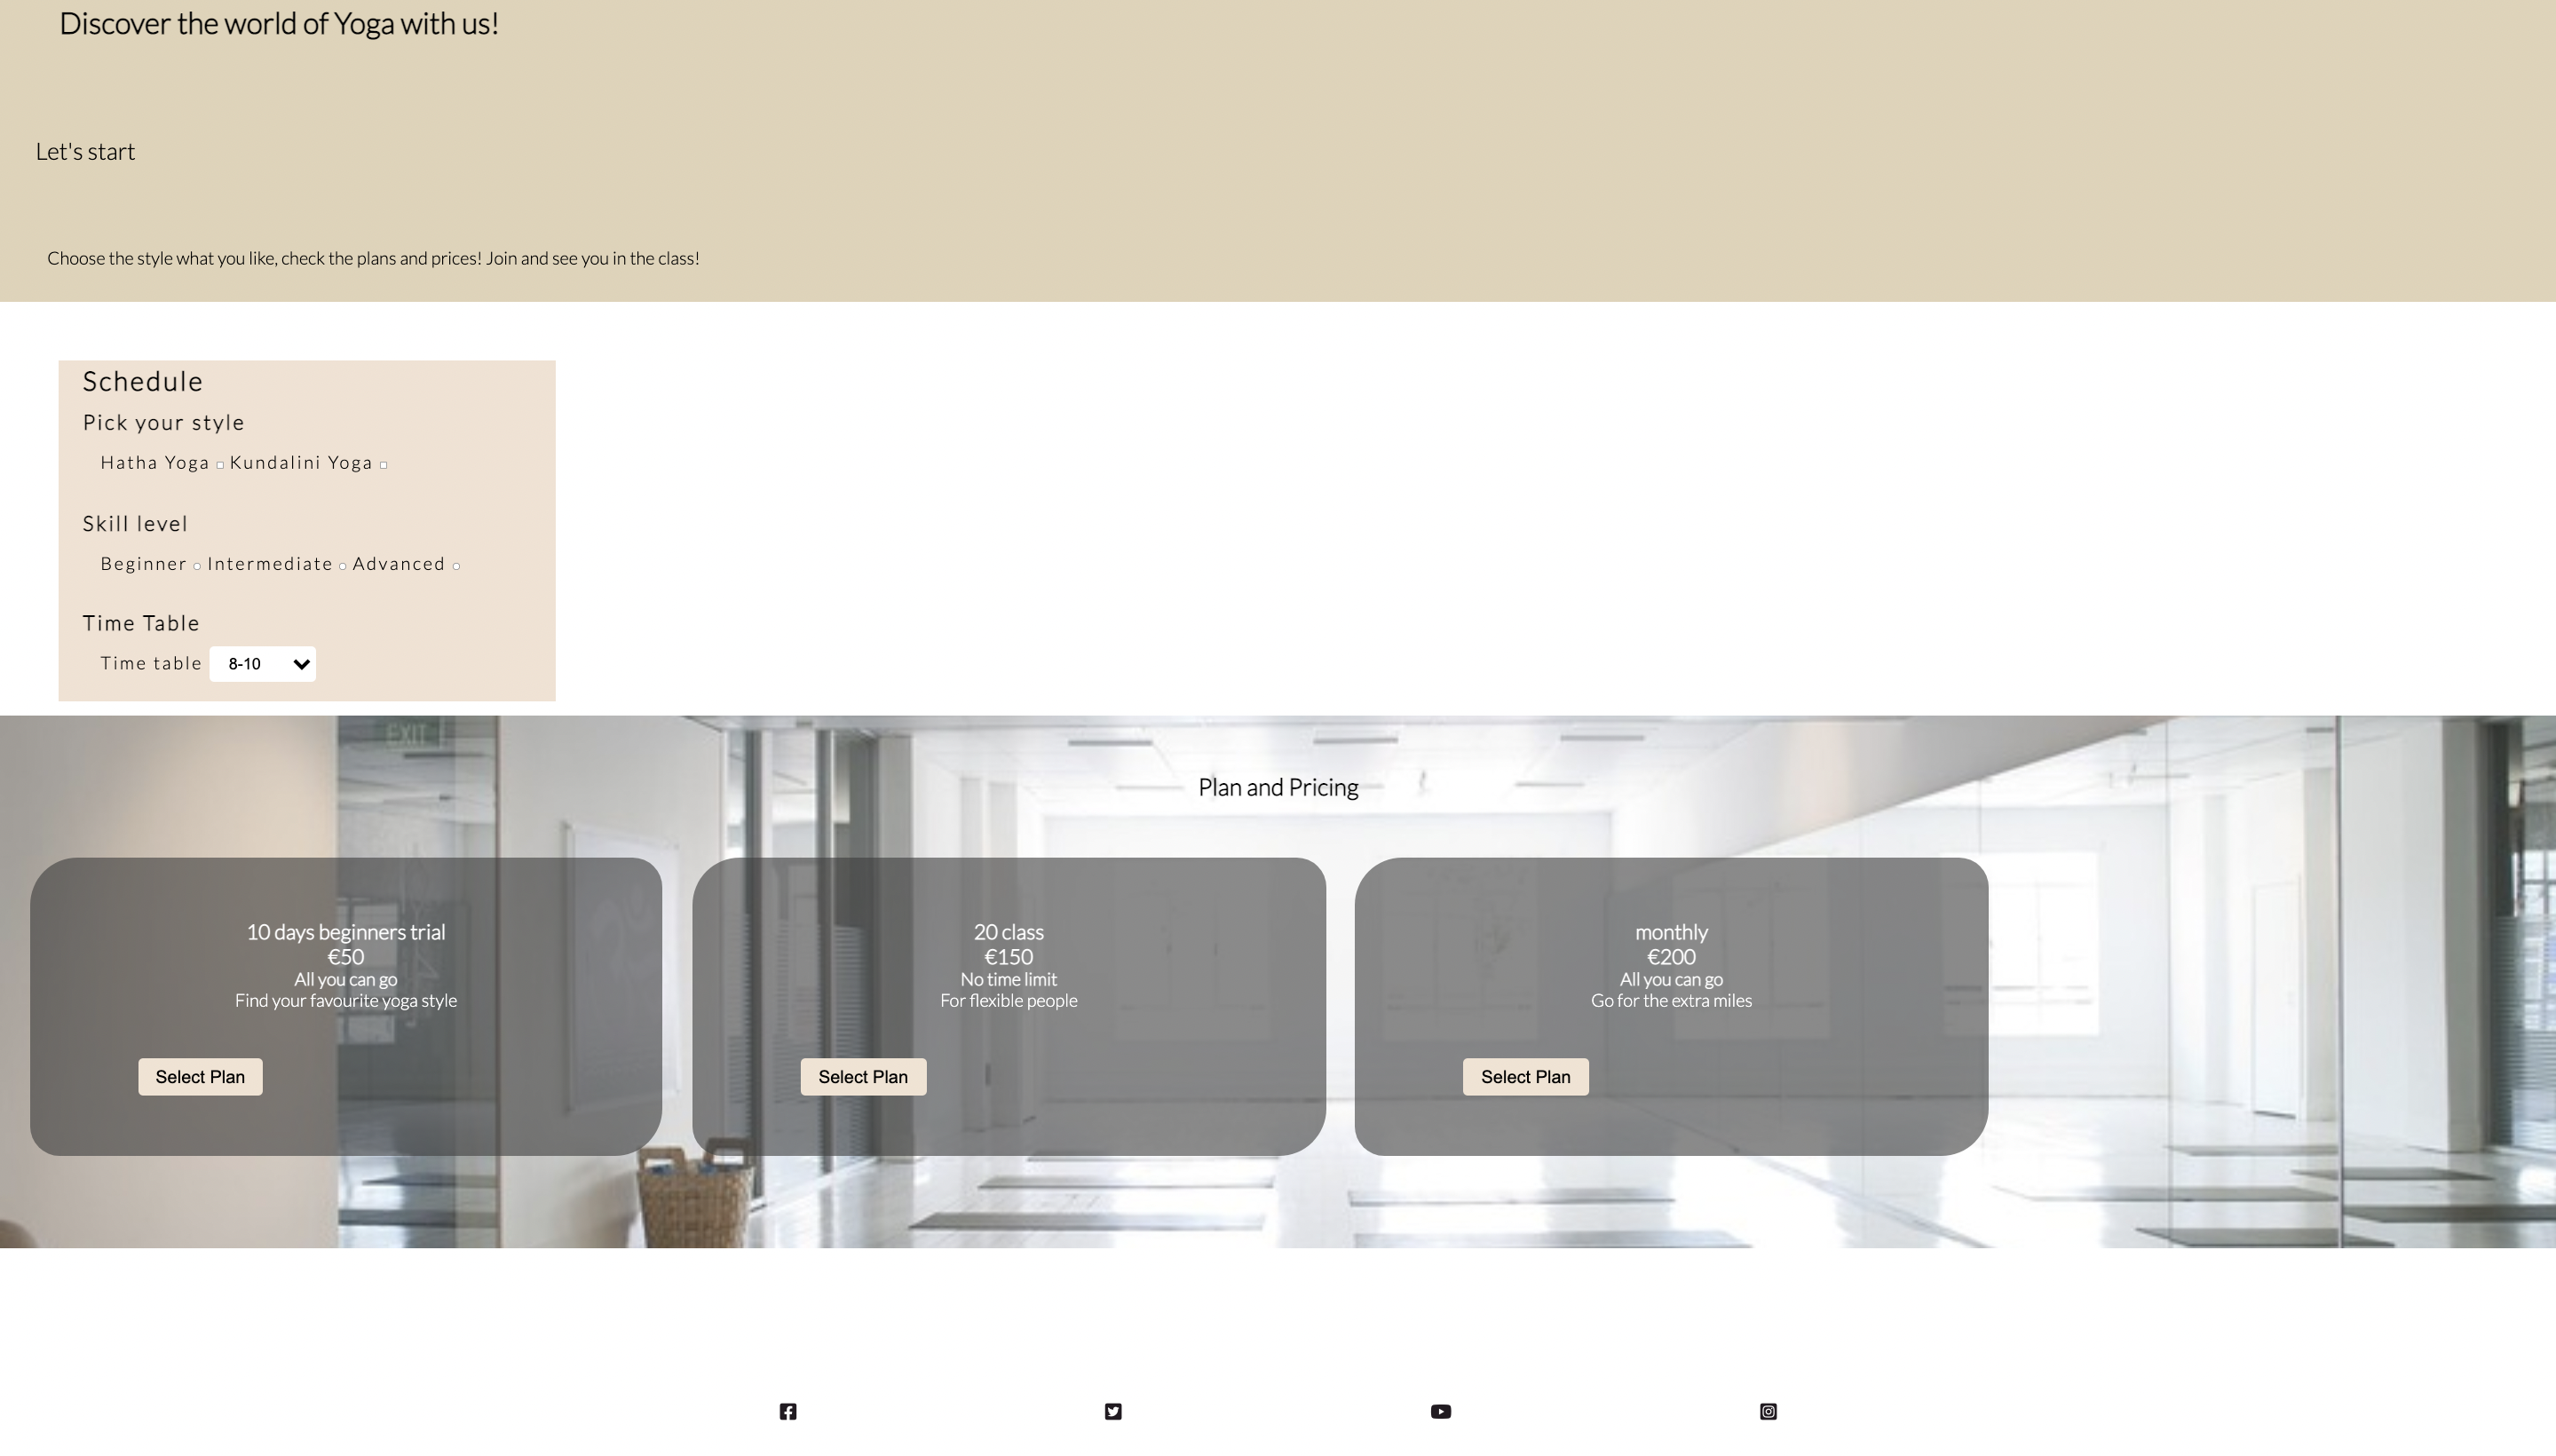 Discover the world of Yoga with us!
Let's start
Choose the style what you like, check the plans and prices! Join and see you in the class!
Schedule
Pick your style
Hatha Yoga Kundalini Yoga
Skill level
Beginner Intermediate Advanced
Time Table
Time table 8-10
EXIT
Plan and Pricing
10 days beginners trial
€50
All you can go
Find your favourite yoga style
Select Plan
20 class
€150
No time limit
For flexible people
Select Plan
monthly
€200
All you can go
Go for the extra miles
Select Plan